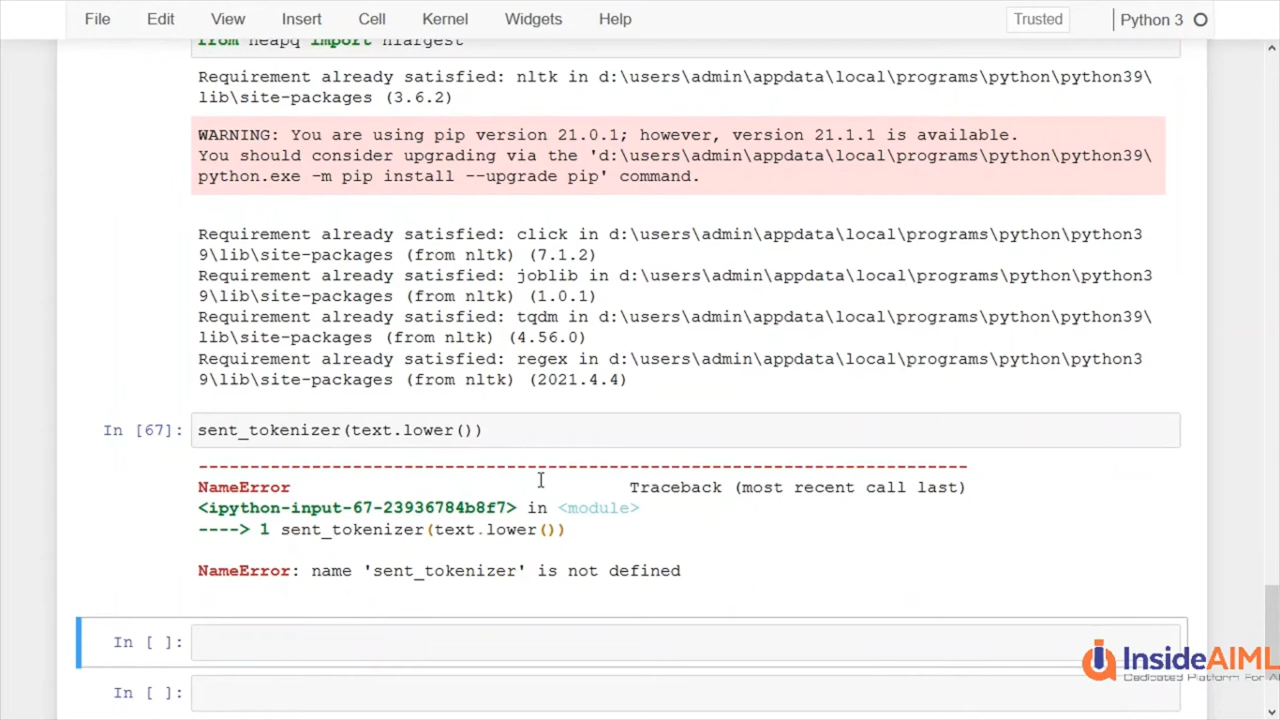 File Edit View Insert Cell Kernel Widgets Help Trusted Python 3
from heapq import nlargest
Requirement already satisfied: nltk in d:\users\admin\appdata\local\programs\python\python39\
lib\site-packages (3.6.2)
WARNING: You are using pip version 21.0.1; however, version 21.1.1 is available.
You should consider upgrading via the 'd:\users\admin\appdata\local\programs\python\python39\
python.exe -m pip install --upgrade pip' command.
Requirement already satisfied: click in d:\users\admin\appdata\local\programs\python\python3
9\lib\site-packages (from nltk) (7.1.2)
Requirement already satisfied: joblib in d:\users\admin\appdata\local\programs\python\python3
9\lib\site-packages (from nltk) (1.0.1)
Requirement already satisfied: tqdm in d:\users\admin\appdata\local\programs\python\python39\
lib\site-packages (from nltk) (4.56.0)
Requirement already satisfied: regex in d:\users\admin\appdata\local\programs\python\python3
9\lib\site-packages (from nltk) (2021.4.4)
In [67]: sent_tokenizer(text.lower())
---------------------------------------------------------------------------
NameError Traceback (most recent call last)
<ipython-input-67-23936784b8f7> in <module>
----> 1 sent_tokenizer(text.lower())
NameError: name 'sent_tokenizer' is not defined
In [ ]:
In [ ]:
InsideAIML
Dedicated Platform For